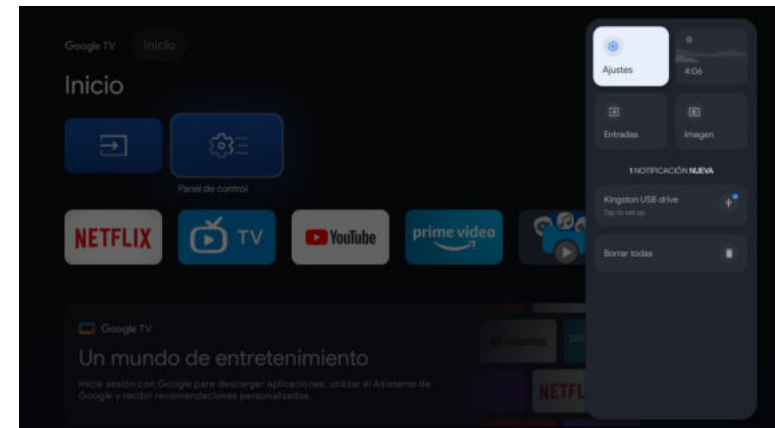 Google TV
Inicio
Inicio
Panel de control
NETFLIX
TV
YouTube
prime video
Google TV
Un mundo de entretenimiento
Inicia sesión con Google para descargar aplicaciones, utilizar el Asistente de
Google y recibir recomendaciones personalizadas.
NETFL
Ajustes
4:06
Entradas
Imagen
1 NOTIFICACIÓN NUEVA
Kingston USB drive
Tap to set up
Borrar todas